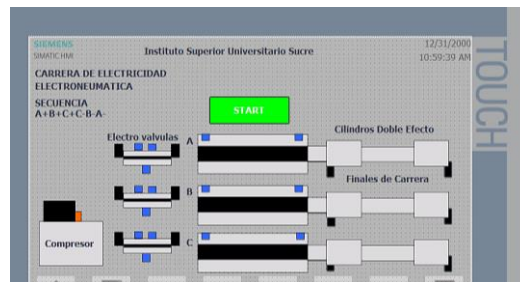 SIEMENS
SIMATIC HMI
Instituto Superior Universitario Sucre
12/31/2000
10:59:39 AM
TOUCH
CARRERA DE ELECTRICIDAD
ELECTRONEUMATICA
SECUENCIA
A+B+C+C-B-A-
START
Electro valvulas
A
Cilindros Doble Efecto
Finales de Carrera
B
Compresor
C